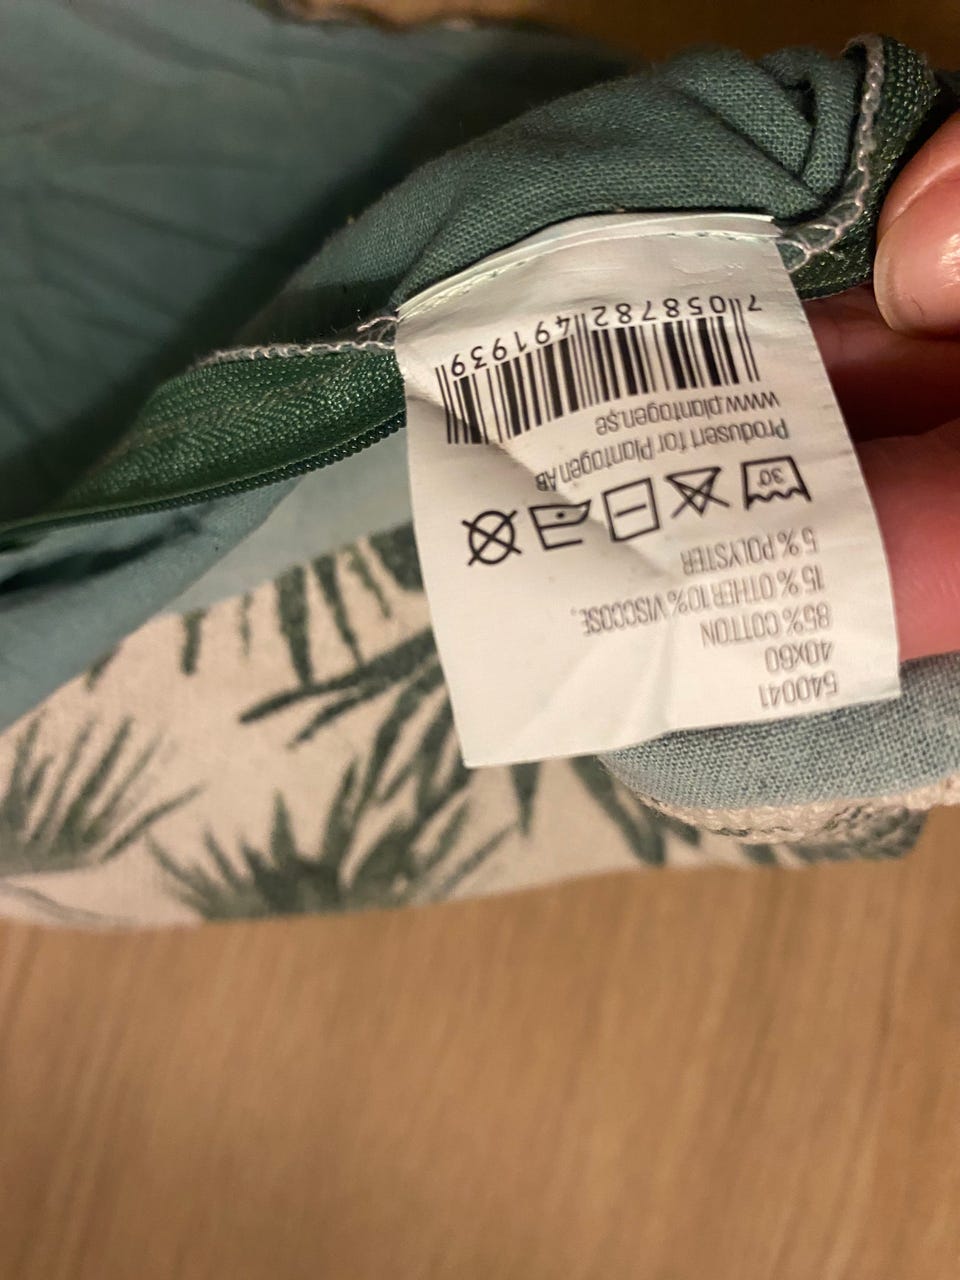 540041
40x60
85% COTTON
15% OTHER 10% VISCOSE,
5% POLYSTER
30°
Produsert for Plantagen AB
www.plantagen.se
7 058782 491939